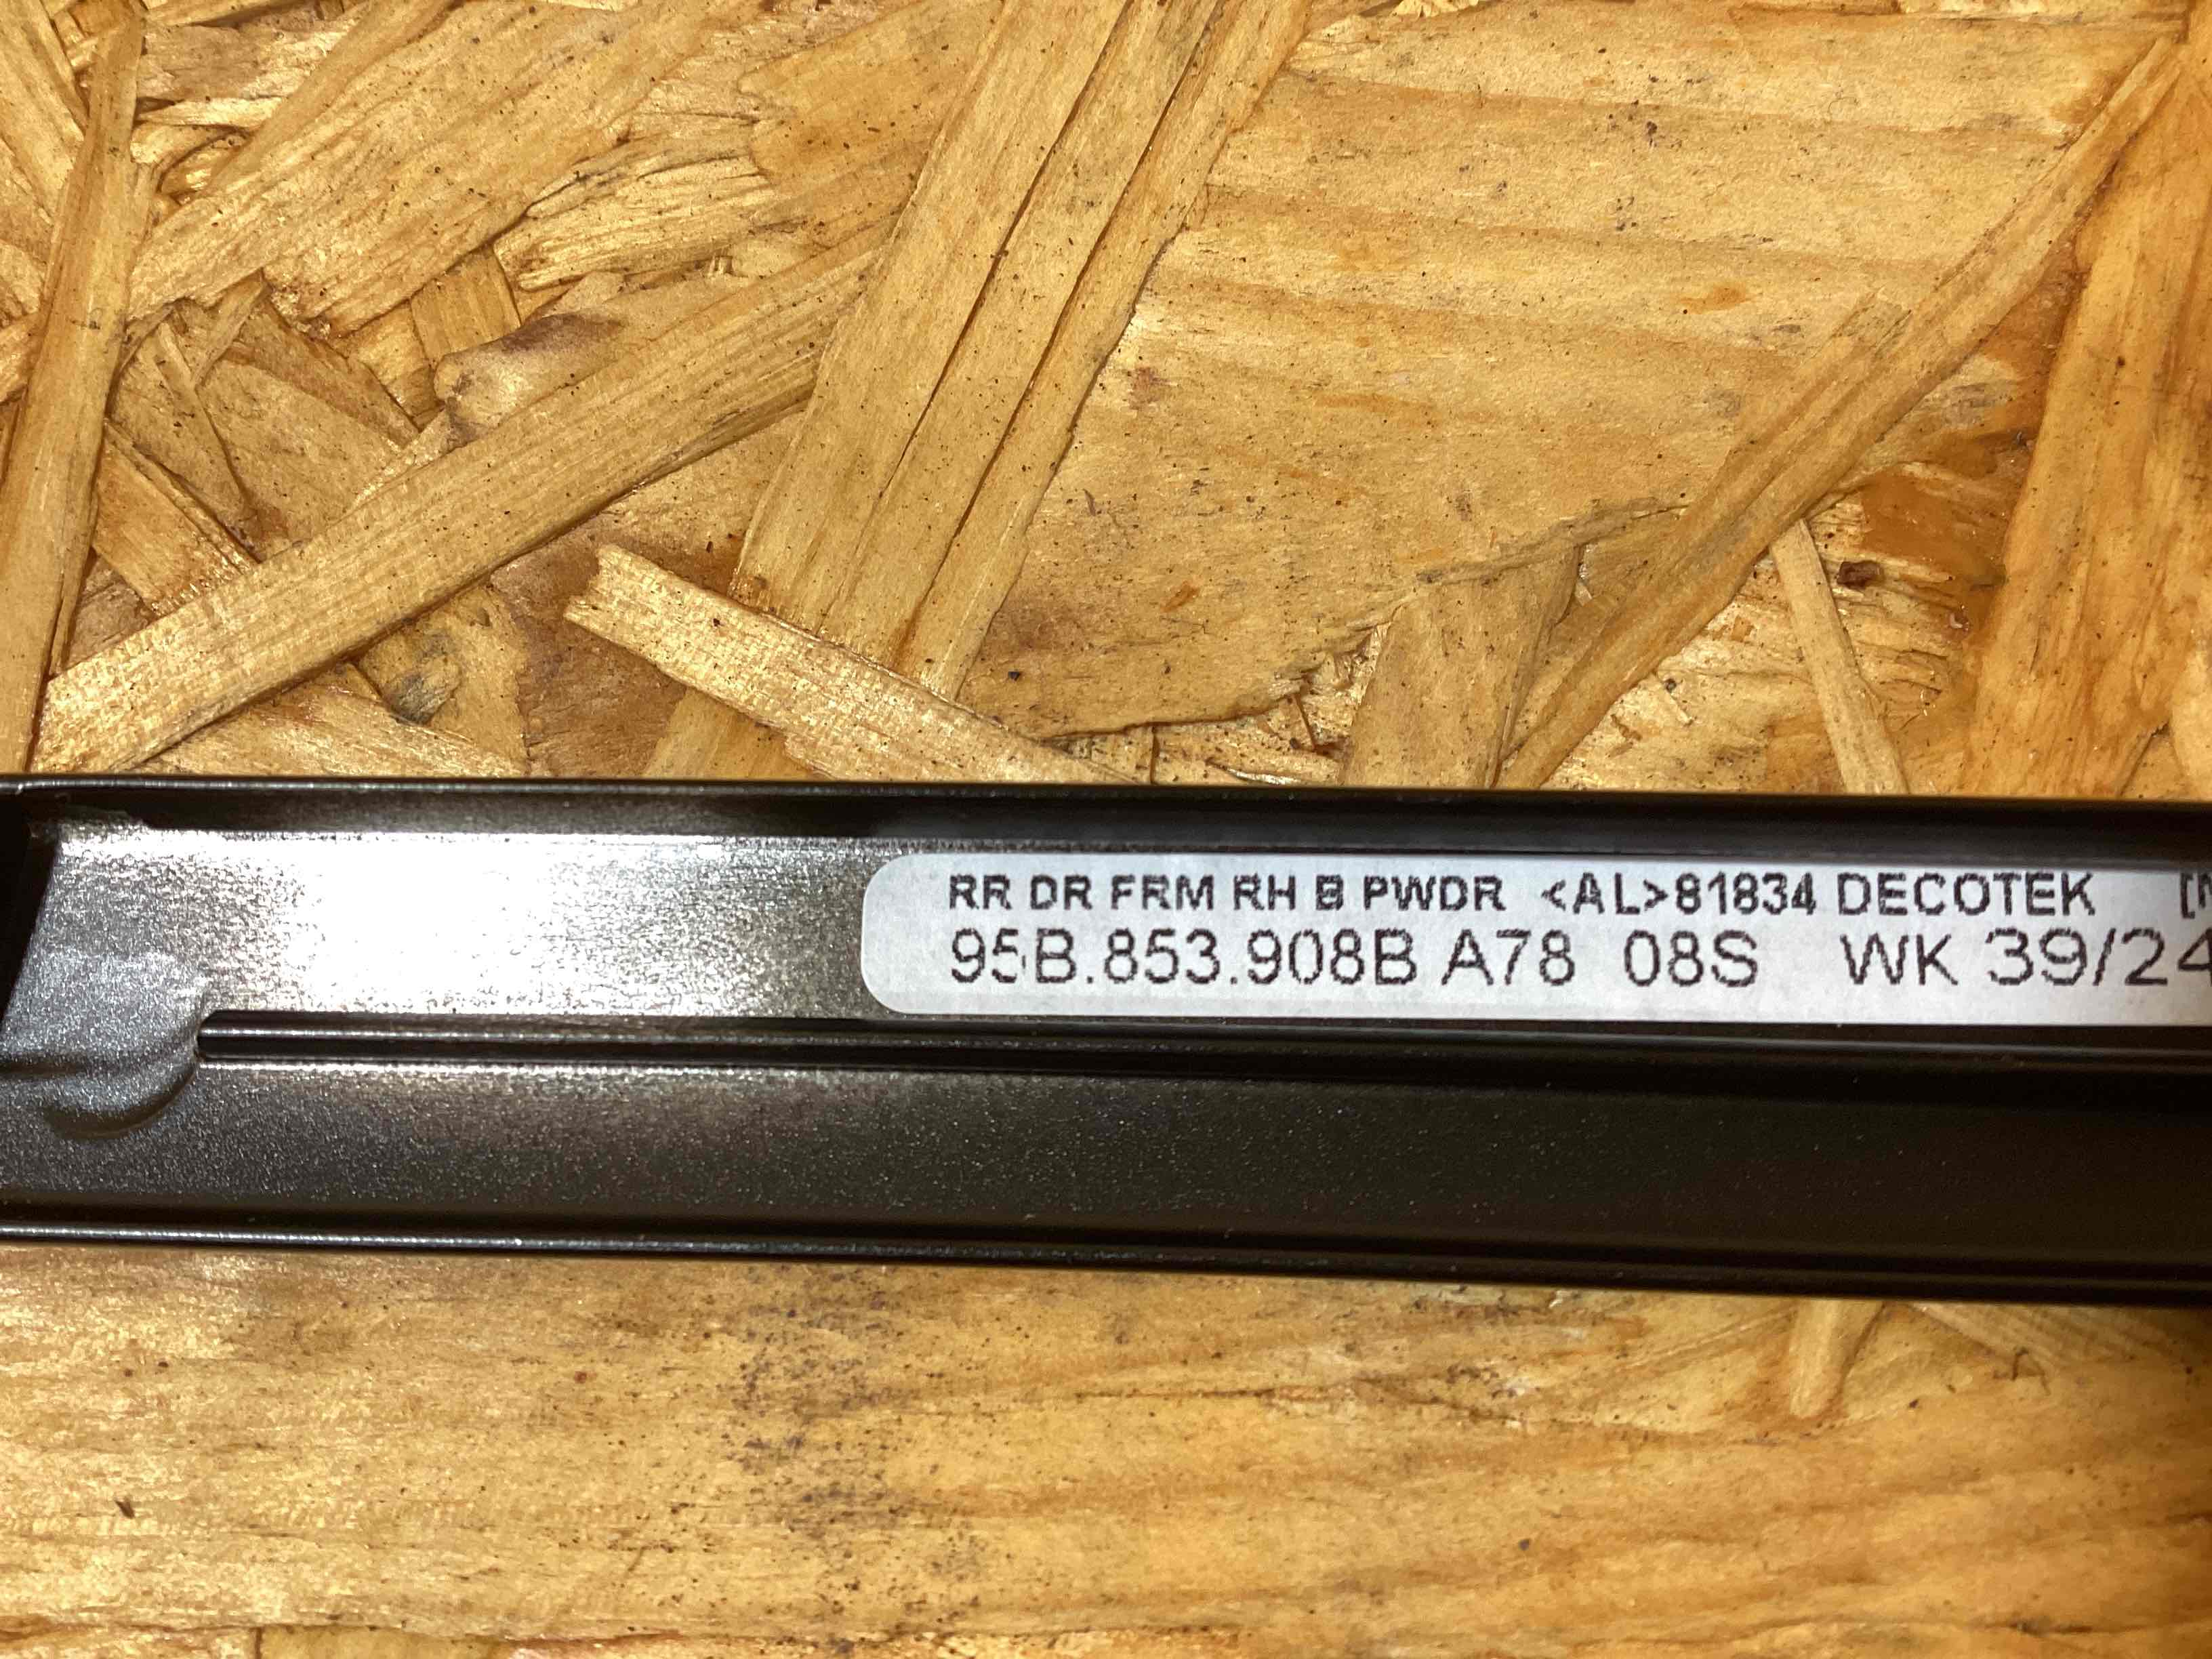 RR DR FRM RH B PWDR <AL>81834 DECOTEK
95B.853.908B A78 08S WK 39/24